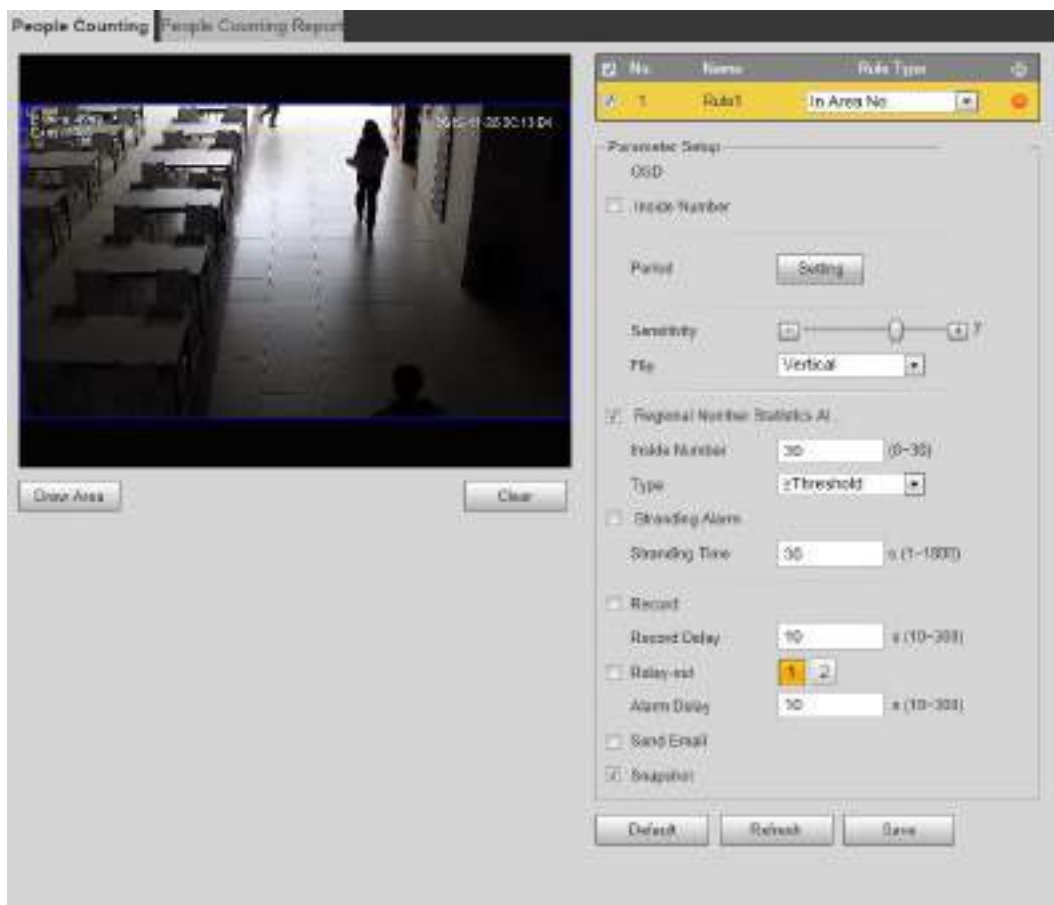 People Counting People Counting Report
No. Name Rule Type
1 Rule1 In Area No.
Parameter Setup
OSD
Inside Number
Period Setting
Sensitivity 7
Flip Vertical
Regional Number Statistics Al..
Inside Number 30 (0~30)
Type ≥Threshold
Stranding Alarm
Stranding Time 30 s (1~1800)
Record
Record Delay 10 s (10~300)
Relay-out 1 2
Alarm Delay 10 s (10~300)
Send Email
Snapshot
Draw Area Clear
Default Refresh Save